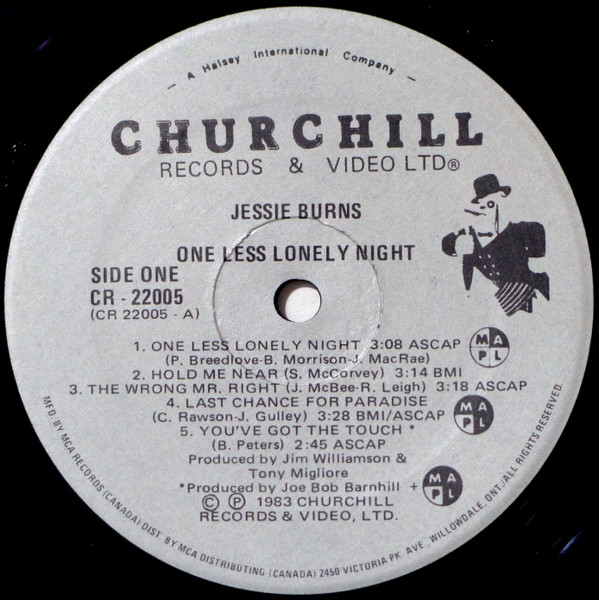 — A Halsey International Company —
CHURCHILL
RECORDS & VIDEO LTD®
JESSIE BURNS
ONE LESS LONELY NIGHT
SIDE ONE
CR - 22005
(CR 22005 - A)
1. ONE LESS LONELY NIGHT 3:08 ASCAP
(P. Breedlove-B. Morrison-J. MacRae)
2. HOLD ME NEAR (S. McCorvey) 3:14 BMI
3. THE WRONG MR. RIGHT (J. McBee-R. Leigh) 3:18 ASCAP
4. LAST CHANCE FOR PARADISE
(C. Rawson-J. Gulley) 3:28 BMI/ASCAP
5. YOU'VE GOT THE TOUCH *
(B. Peters) 2:45 ASCAP
Produced by Jim Williamson &
Tony Migliore
*Produced by Joe Bob Barnhill +
© ℗ 1983 CHURCHILL
RECORDS & VIDEO, LTD.
M A
P L
M A
P L
M A
P L
MFD. BY MCA RECORDS (CANADA) DIST. BY MCA DISTRIBUTING (CANADA) 2450 VICTORIA PK. AVE., WILLOWDALE, ONT./ALL RIGHTS RESERVED.